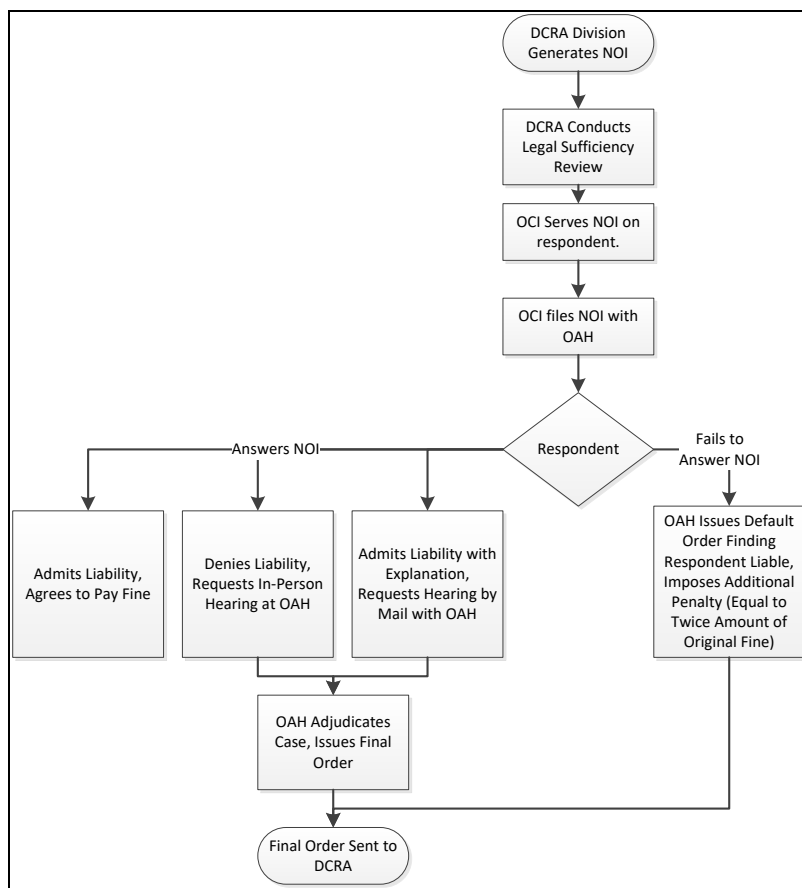 DCRA Division
Generates NOI
DCRA Conducts
Legal Sufficiency
Review
OCI Serves NOI on
respondent.
OCI files NOI with
OAH
Respondent
Answers NOI
Fails to
Answer NOI
Admits Liability,
Agrees to Pay Fine
Denies Liability,
Requests In-Person
Hearing at OAH
Admits Liability with
Explanation,
Requests Hearing by
Mail with OAH
OAH Issues Default
Order Finding
Respondent Liable,
Imposes Additional
Penalty (Equal to
Twice Amount of
Original Fine)
OAH Adjudicates
Case, Issues Final
Order
Final Order Sent to
DCRA